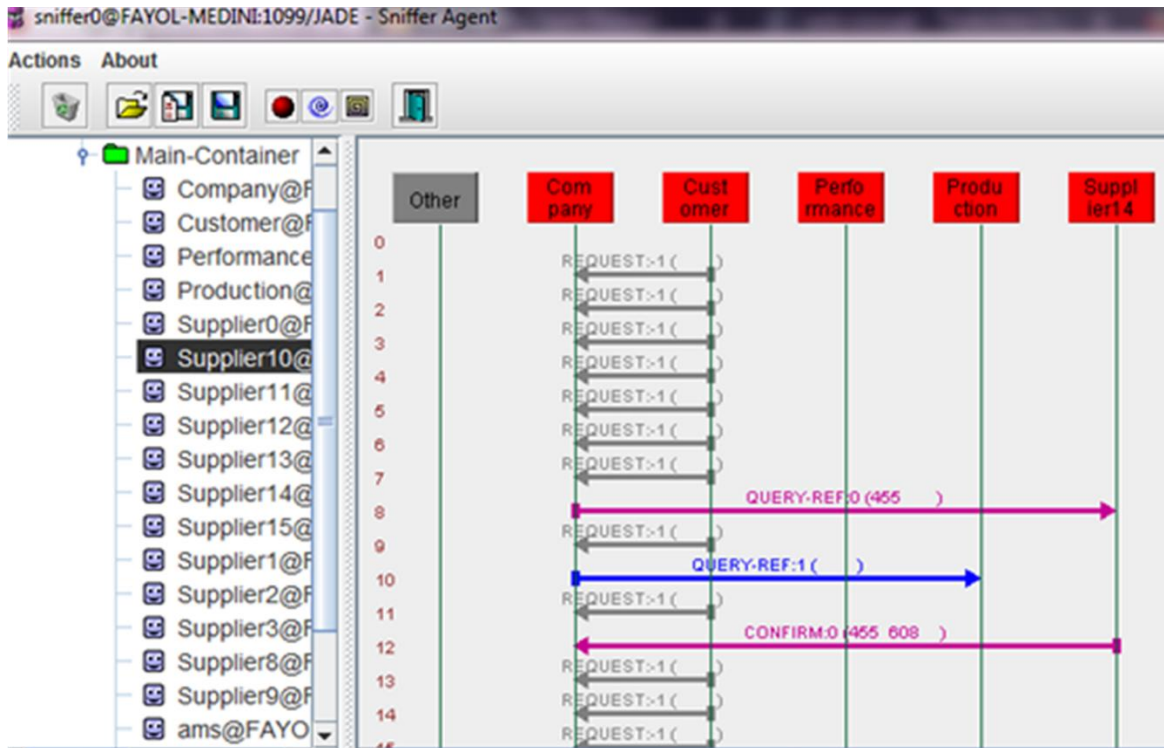 sniffer0@FAYOL-MEDINI:1099/JADE - Sniffer Agent
Actions About
Main-Container
Company@F
Customer@F
Performance
Production@
Supplier0@F
Supplier10@
Supplier11@
Supplier12@
Supplier13@
Supplier14@
Supplier15@
Supplier1@F
Supplier2@F
Supplier3@F
Supplier8@F
Supplier9@F
ams@FAYO
Other
Com
pany
Cust
omer
Perfo
rmance
Produ
ction
Suppl
ier14
0
REQUEST:-1 ( )
1
REQUEST:-1 ( )
2
REQUEST:-1 ( )
3
REQUEST:-1 ( )
4
REQUEST:-1 ( )
5
REQUEST:-1 ( )
6
REQUEST:-1 ( )
7
QUERY-REF:0 (455 )
8
REQUEST:-1 ( )
9
QUERY-REF:1 ( )
10
REQUEST:-1 ( )
11
CONFIRM:0 (455 608 )
12
REQUEST:-1 ( )
13
REQUEST:-1 ( )
14
REQUEST:-1 ( )
15